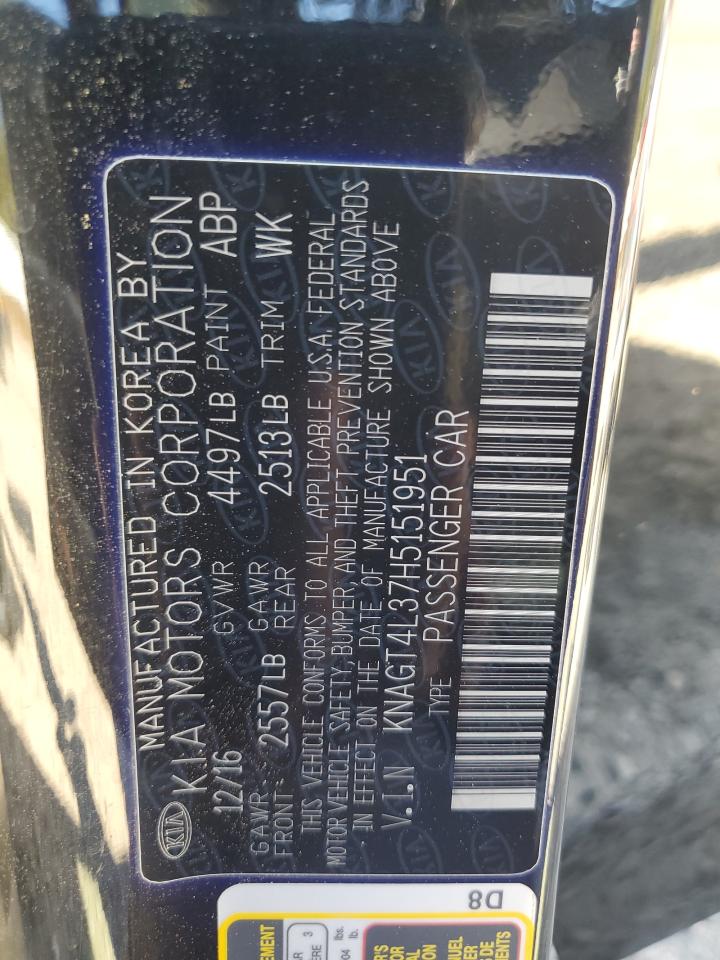 MANUFACTURED IN KOREA BY
KIA KIA MOTORS CORPORATION
12/16 GVWR 4497LB PAINT ABP
GAWR FRONT 2557LB GAWR REAR 2513LB TRIM WK
THIS VEHICLE CONFORMS TO ALL APPLICABLE U.S.A. FEDERAL
MOTOR VEHICLE SAFETY, BUMPER, AND THEFT PREVENTION STANDARDS
IN EFFECT ON THE DATE OF MANUFACTURE SHOWN ABOVE
V.I.N KNAGT4L37H5151951
TYPE PASSENGER CAR
D8